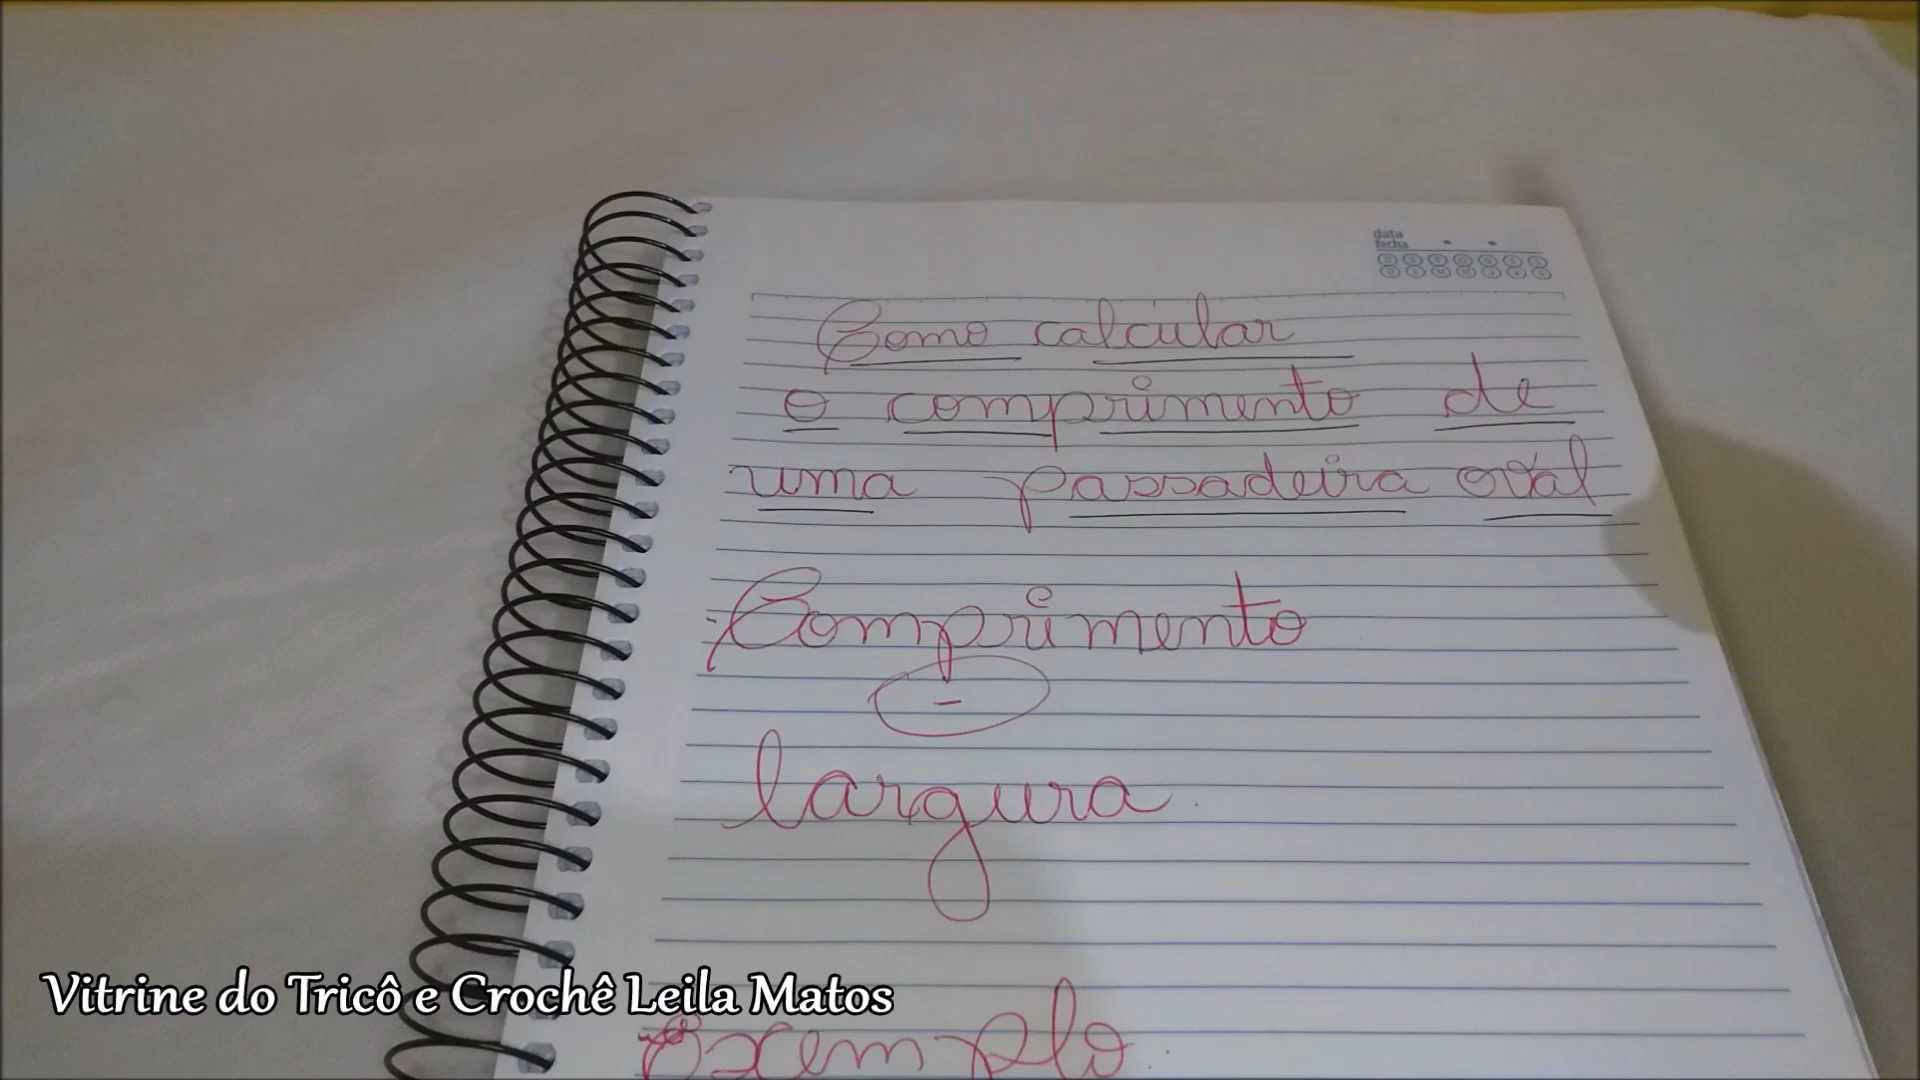 data
fecha
Como calcular
o comprimento de
uma passadeira oval
Comprimento
-
largura
Exemplo
Vitrine do Tricô e Crochê Leila Matos